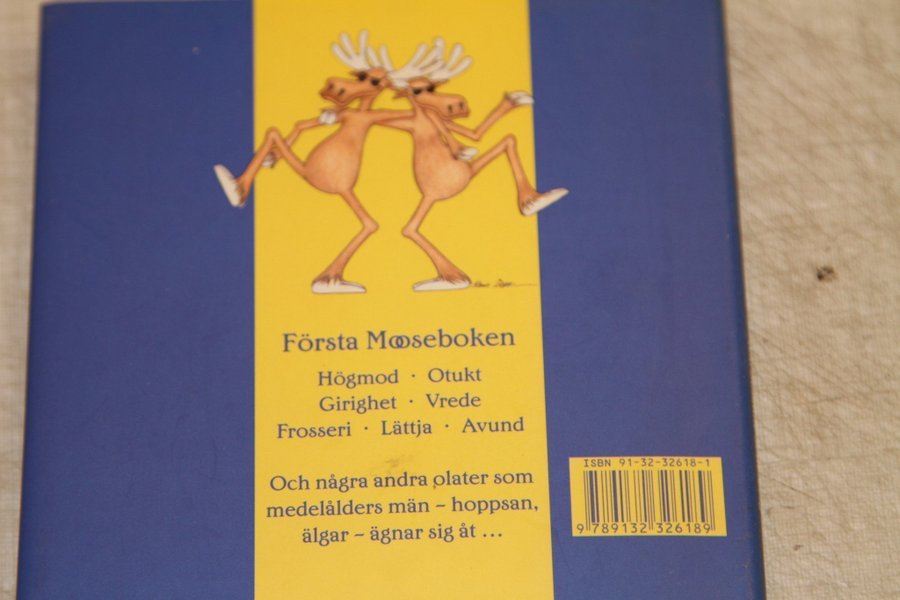 Första Mooseboken
Högmod · Otukt
Girighet · Vrede
Frosseri · Lättja · Avund
Och några andra olater som
medelålders män – hoppsan,
älgar – ägnar sig åt ...
ISBN 91-32-32618-1
9 789132 326189